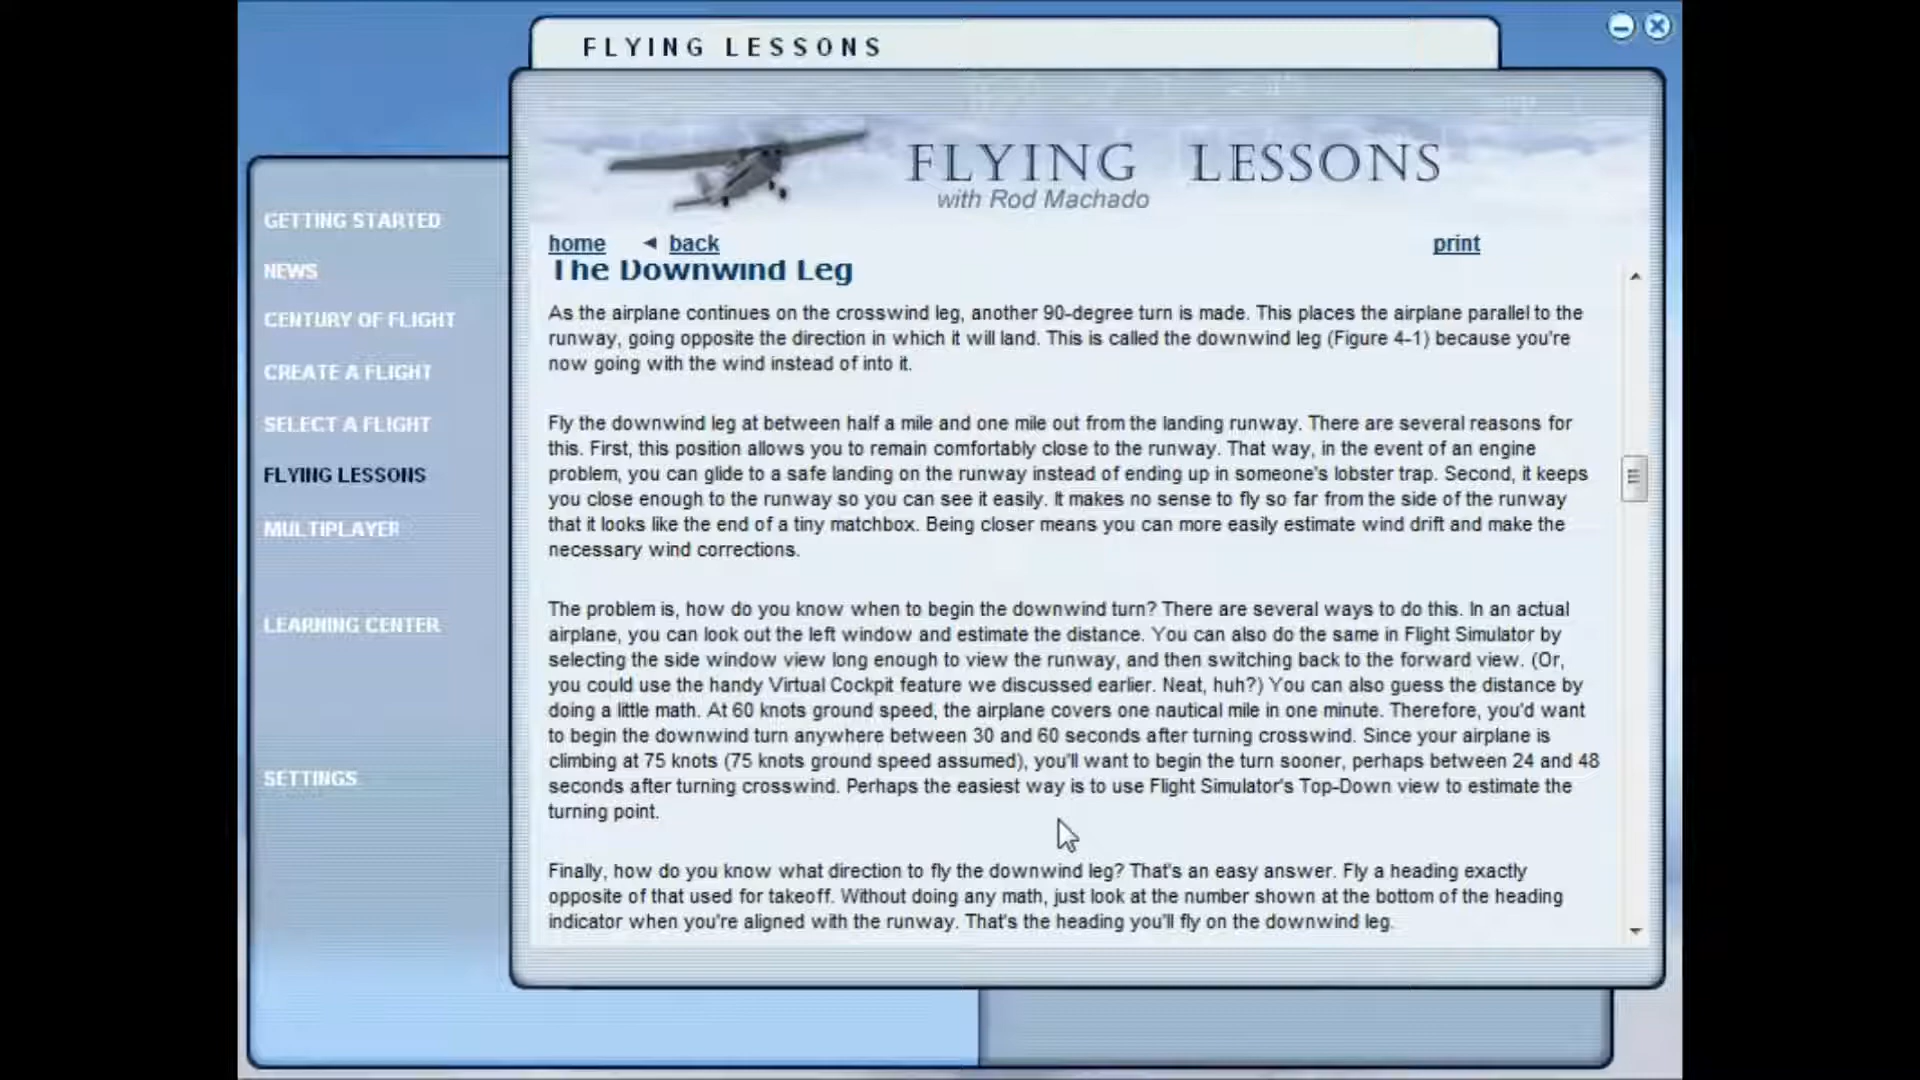 FLYING LESSONS
FLYING LESSONS
with Rod Machado
home ◄ back print
GETTING STARTED
NEWS
CENTURY OF FLIGHT
CREATE A FLIGHT
SELECT A FLIGHT
FLYING LESSONS
MULTIPLAYER
LEARNING CENTER
SETTINGS
The Downwind Leg
As the airplane continues on the crosswind leg, another 90-degree turn is made. This places the airplane parallel to the
runway, going opposite the direction in which it will land. This is called the downwind leg (Figure 4-1) because you're
now going with the wind instead of into it.
Fly the downwind leg at between half a mile and one mile out from the landing runway. There are several reasons for
this. First, this position allows you to remain comfortably close to the runway. That way, in the event of an engine
problem, you can glide to a safe landing on the runway instead of ending up in someone's lobster trap. Second, it keeps
you close enough to the runway so you can see it easily. It makes no sense to fly so far from the side of the runway
that it looks like the end of a tiny matchbox. Being closer means you can more easily estimate wind drift and make the
necessary wind corrections.
The problem is, how do you know when to begin the downwind turn? There are several ways to do this. In an actual
airplane, you can look out the left window and estimate the distance. You can also do the same in Flight Simulator by
selecting the side window view long enough to view the runway, and then switching back to the forward view. (Or,
you could use the handy Virtual Cockpit feature we discussed earlier. Neat, huh?) You can also guess the distance by
doing a little math. At 60 knots ground speed, the airplane covers one nautical mile in one minute. Therefore, you'd want
to begin the downwind turn anywhere between 30 and 60 seconds after turning crosswind. Since your airplane is
climbing at 75 knots (75 knots ground speed assumed), you'll want to begin the turn sooner, perhaps between 24 and 48
seconds after turning crosswind. Perhaps the easiest way is to use Flight Simulator's Top-Down view to estimate the
turning point.
Finally, how do you know what direction to fly the downwind leg? That's an easy answer. Fly a heading exactly
opposite of that used for takeoff. Without doing any math, just look at the number shown at the bottom of the heading
indicator when you're aligned with the runway. That's the heading you'll fly on the downwind leg.